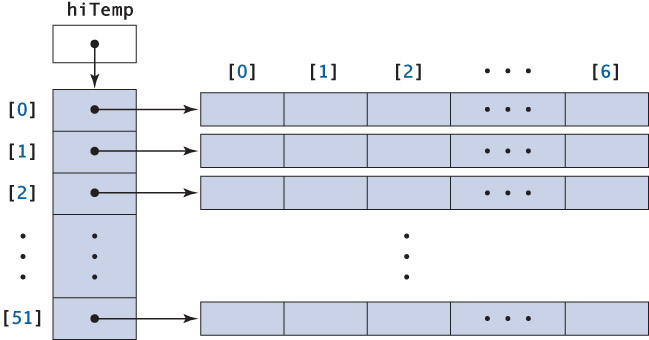 hiTemp
[0] [1] [2] • • • [6]
[0] • • •
[1] • • •
[2] • • •
[51] • • •